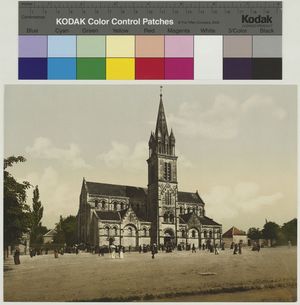 KODAK Color Control Patches
Kodak
Blue Cyan Green Yellow Red Magenta White 3/Color Black